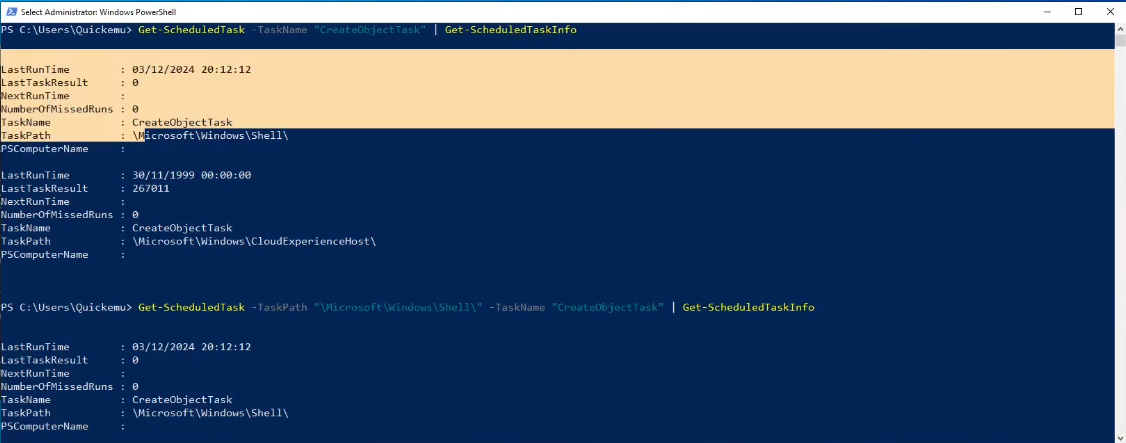 Select Administrator: Windows PowerShell
PS C:\Users\Quickemu> Get-ScheduledTask -TaskName "CreateObjectTask" | Get-ScheduledTaskInfo
LastRunTime        : 03/12/2024 20:12:12
LastTaskResult     : 0
NextRunTime        :
NumberOfMissedRuns : 0
TaskName           : CreateObjectTask
TaskPath           : \Microsoft\Windows\Shell\
PSComputerName     :
LastRunTime        : 30/11/1999 00:00:00
LastTaskResult     : 267011
NextRunTime        :
NumberOfMissedRuns : 0
TaskName           : CreateObjectTask
TaskPath           : \Microsoft\Windows\CloudExperienceHost\
PSComputerName     :
PS C:\Users\Quickemu> Get-ScheduledTask -TaskPath "\Microsoft\Windows\Shell\" -TaskName "CreateObjectTask" | Get-ScheduledTaskInfo
LastRunTime        : 03/12/2024 20:12:12
LastTaskResult     : 0
NextRunTime        :
NumberOfMissedRuns : 0
TaskName           : CreateObjectTask
TaskPath           : \Microsoft\Windows\Shell\
PSComputerName     :